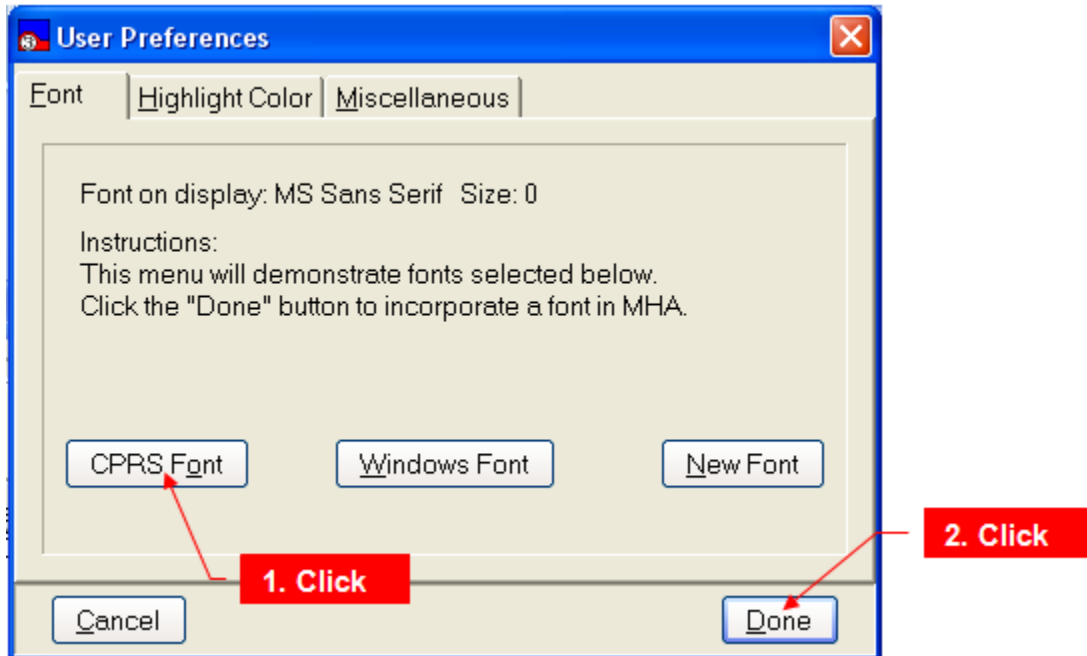 User Preferences
Font Highlight Color Miscellaneous
Font on display: MS Sans Serif Size: 0
Instructions:
This menu will demonstrate fonts selected below.
Click the "Done" button to incorporate a font in MHA.
CPRS Font Windows Font New Font
2. Click
1. Click
Cancel Done